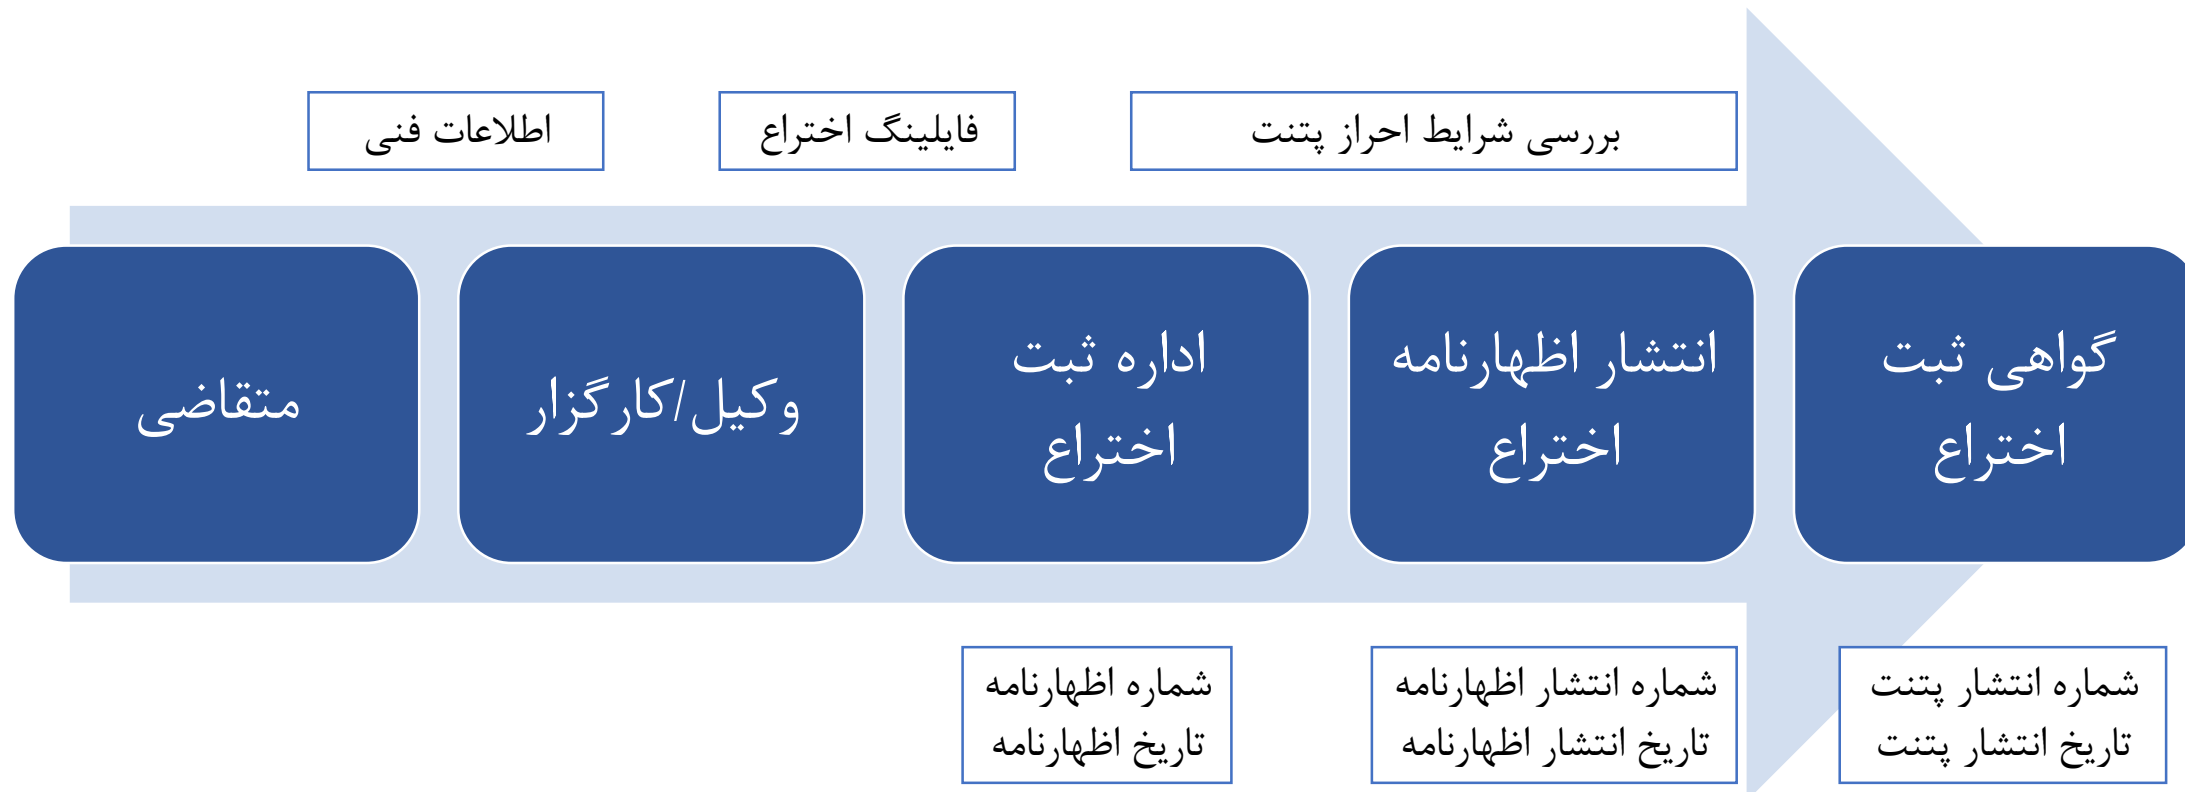 اطلاعات فنی
فایلینگ اختراع
بررسی شرایط احراز پتنت
متقاضی
وکیل/کارگزار
اداره ثبت
اختراع
انتشار اظهارنامه
اختراع
گواهی ثبت
اختراع
شماره اظهارنامه
تاریخ اظهارنامه
شماره انتشار اظهارنامه
تاریخ انتشار اظهارنامه
شماره انتشار پتنت
تاریخ انتشار پتنت